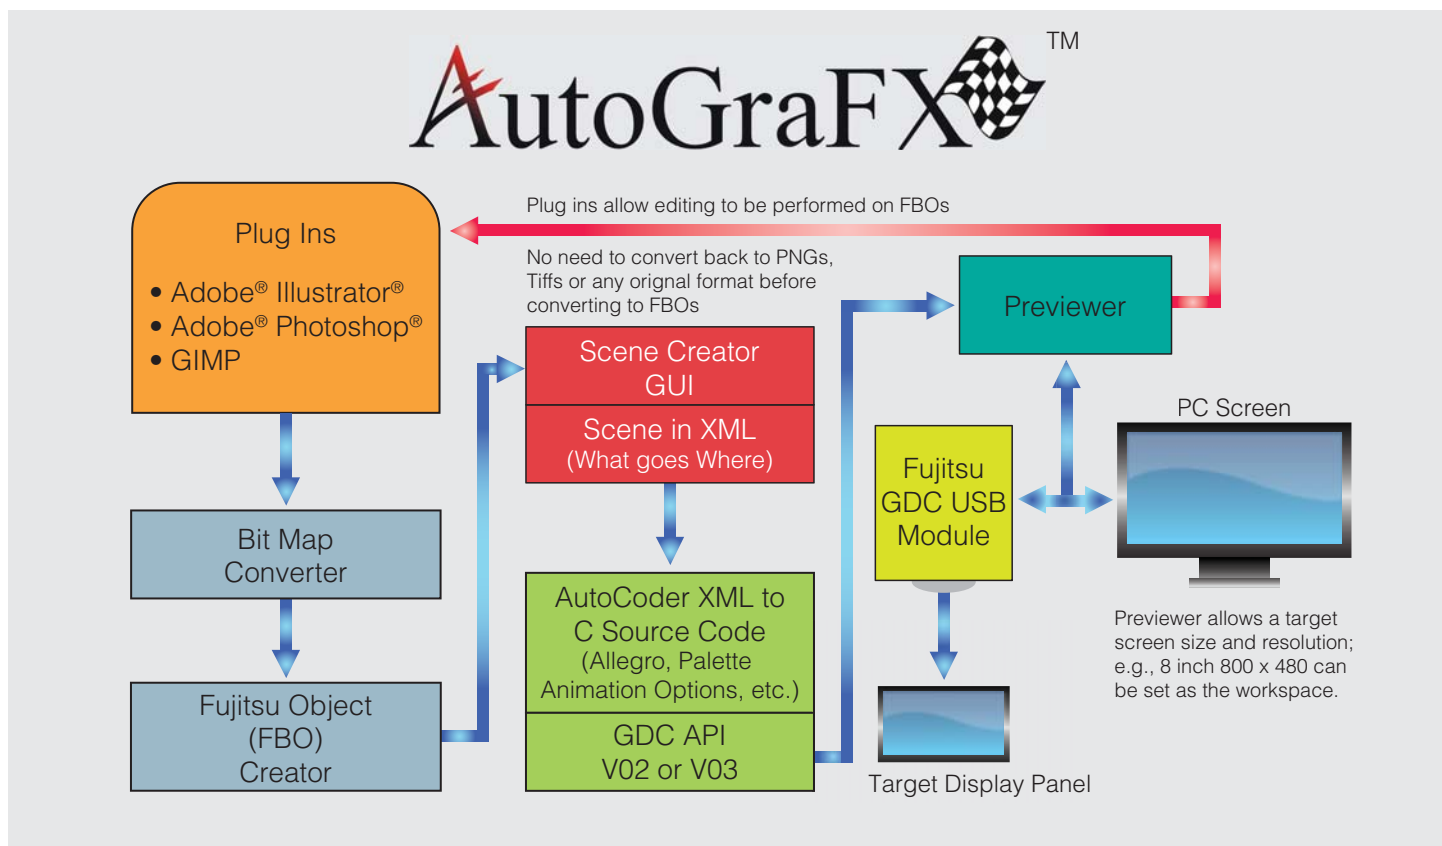 AutoGraFX
TM
Plug Ins
• Adobe® Illustrator®
• Adobe® Photoshop®
• GIMP
Plug ins allow editing to be performed on FBOs
No need to convert back to PNGs,
Tiffs or any orignal format before
converting to FBOs
Previewer
Scene Creator
GUI
Scene in XML
(What goes Where)
PC Screen
Fujitsu
GDC USB
Module
Bit Map
Converter
AutoCoder XML to
C Source Code
(Allegro, Palette
Animation Options, etc.)
GDC API
V02 or V03
Previewer allows a target
screen size and resolution;
e.g., 8 inch 800 x 480 can
be set as the workspace.
Fujitsu Object
(FBO)
Creator
Target Display Panel